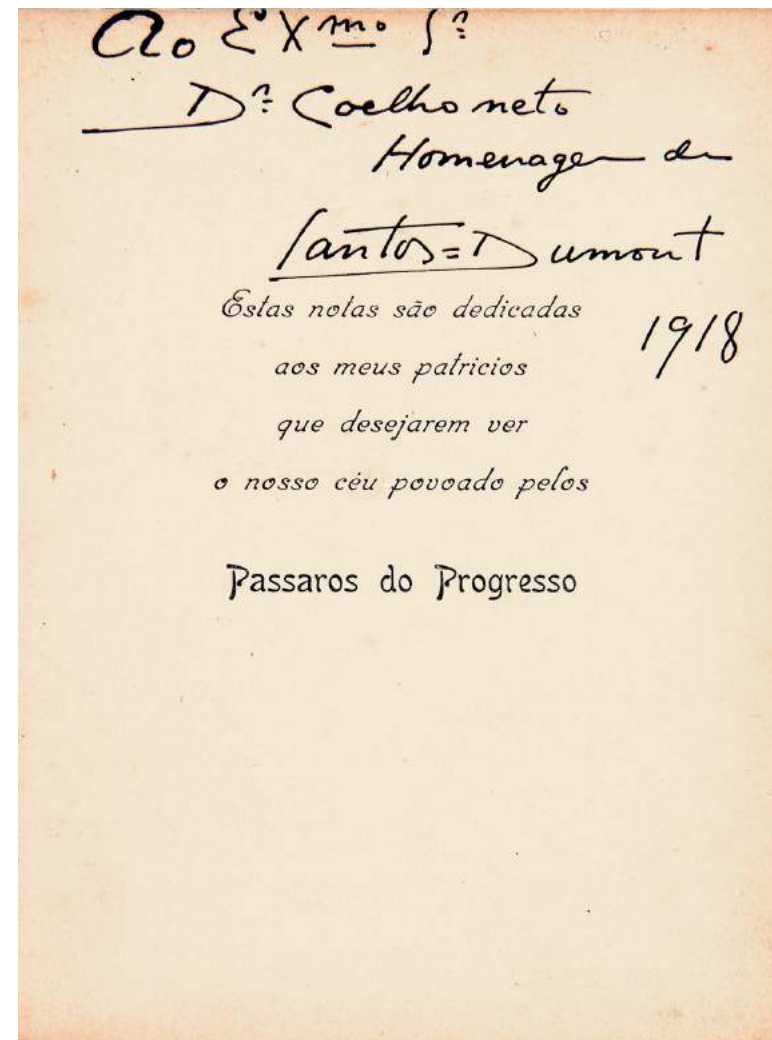 Ao Exmo Sr
Dr Coelho netο
Homenagem de
Santos=Dumont
1918
Estas notas são dedicadas
aos meus patricios
que desejarem ver
o nosso céu povoado pelos
Passaros do Progresso